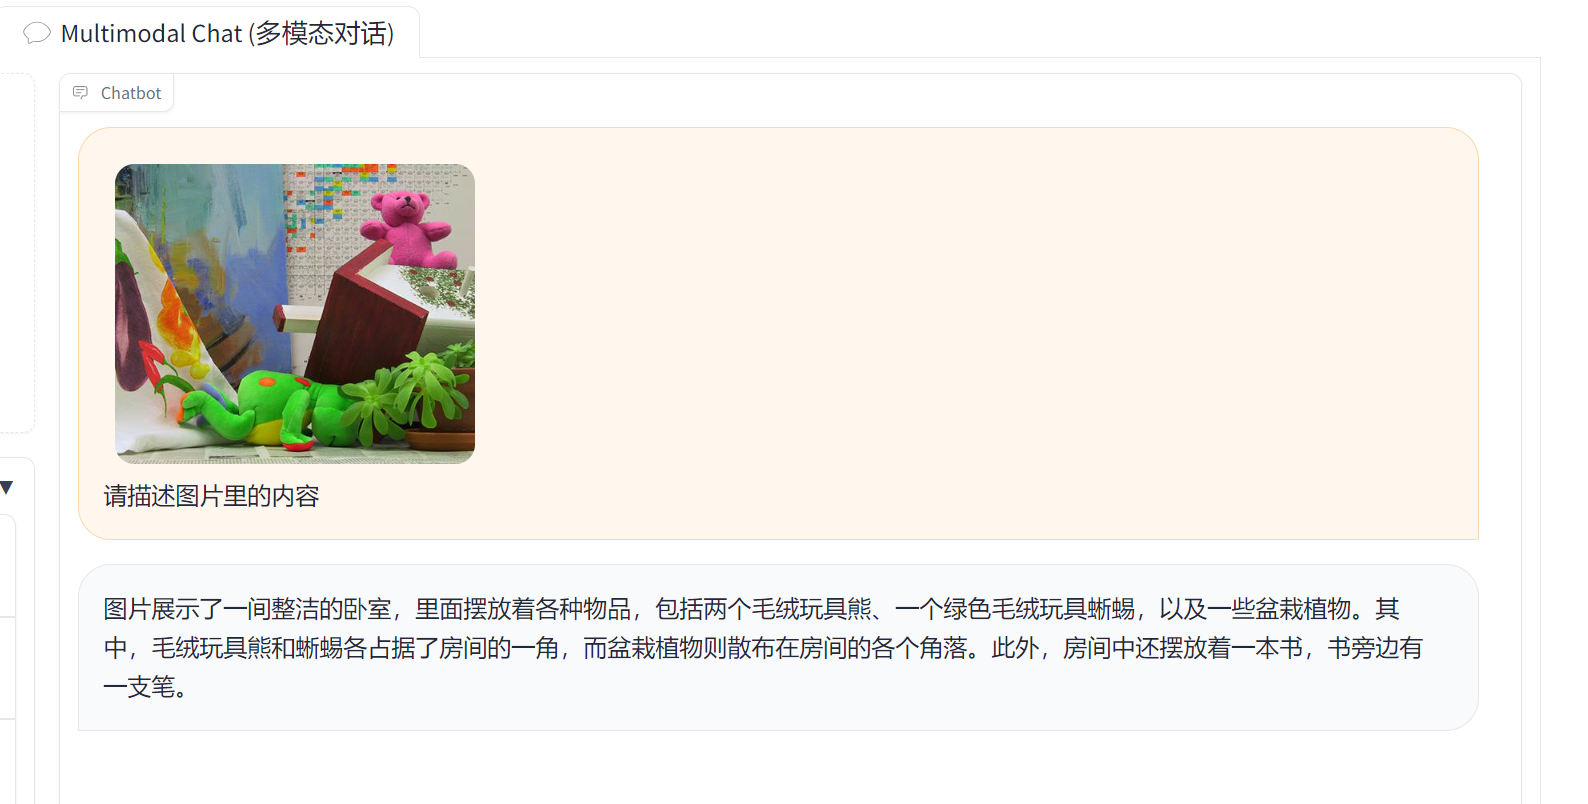 Multimodal Chat (多模态对话)
Chatbot
请描述图片里的内容
图片展示了一间整洁的卧室，里面摆放着各种物品，包括两个毛绒玩具熊、一个绿色毛绒玩具蜥蜴，以及一些盆栽植物。其
中，毛绒玩具熊和蜥蜴各占据了房间的一角，而盆栽植物则散布在房间的各个角落。此外，房间中还摆放着一本书，书旁边有
一支笔。